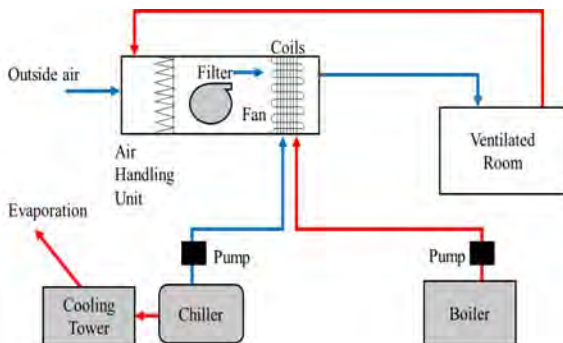 Coils
Outside air
Filter
Fan
Air
Handling
Unit
Ventilated
Room
Evaporation
Pump
Pump
Cooling
Tower
Chiller
Boiler